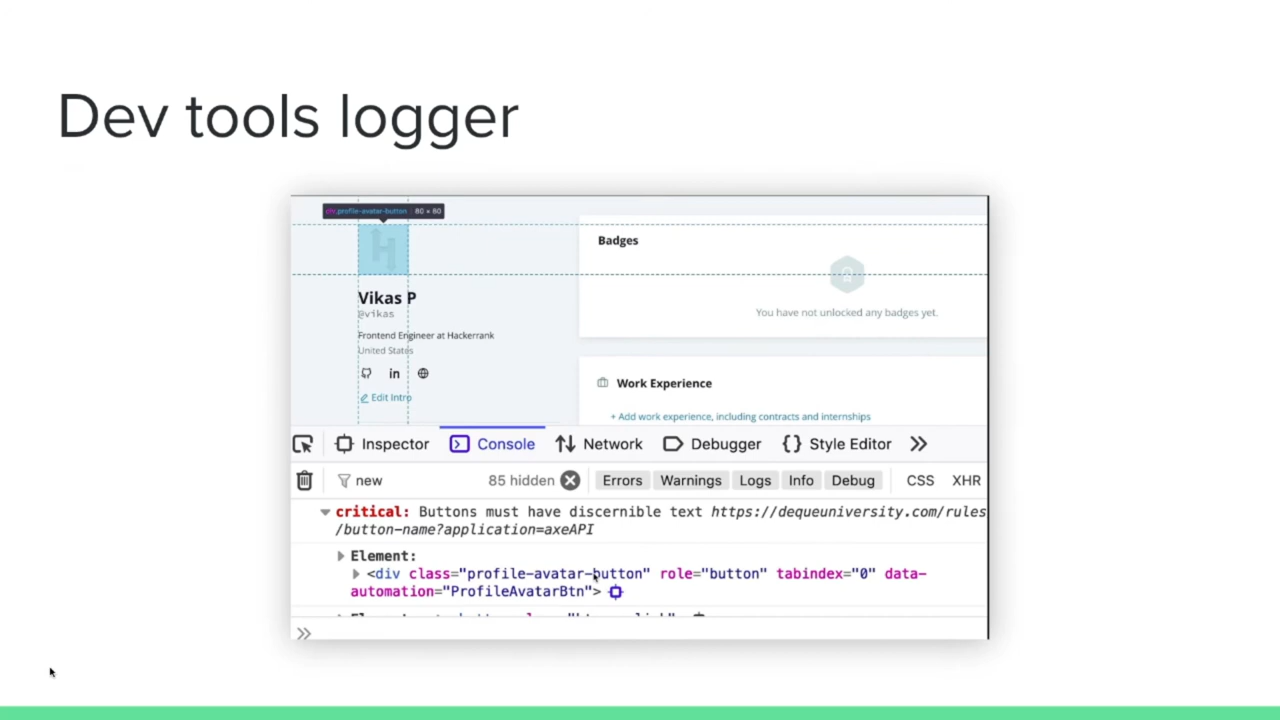 Dev tools logger
div.profile-avatar-button 80 × 80
Badges
You have not unlocked any badges yet.
Vikas P
@vikas
Frontend Engineer at Hackerrank
United States
in
Edit Intro
Work Experience
+ Add work experience, including contracts and internships
Inspector Console Network Debugger {} Style Editor
new 85 hidden Errors Warnings Logs Info Debug CSS XHR
critical: Buttons must have discernible text https://dequeuniversity.com/rules
/button-name?application=axeAPI
Element:
<div class="profile-avatar-button" role="button" tabindex="0" data-
automation="ProfileAvatarBtn">